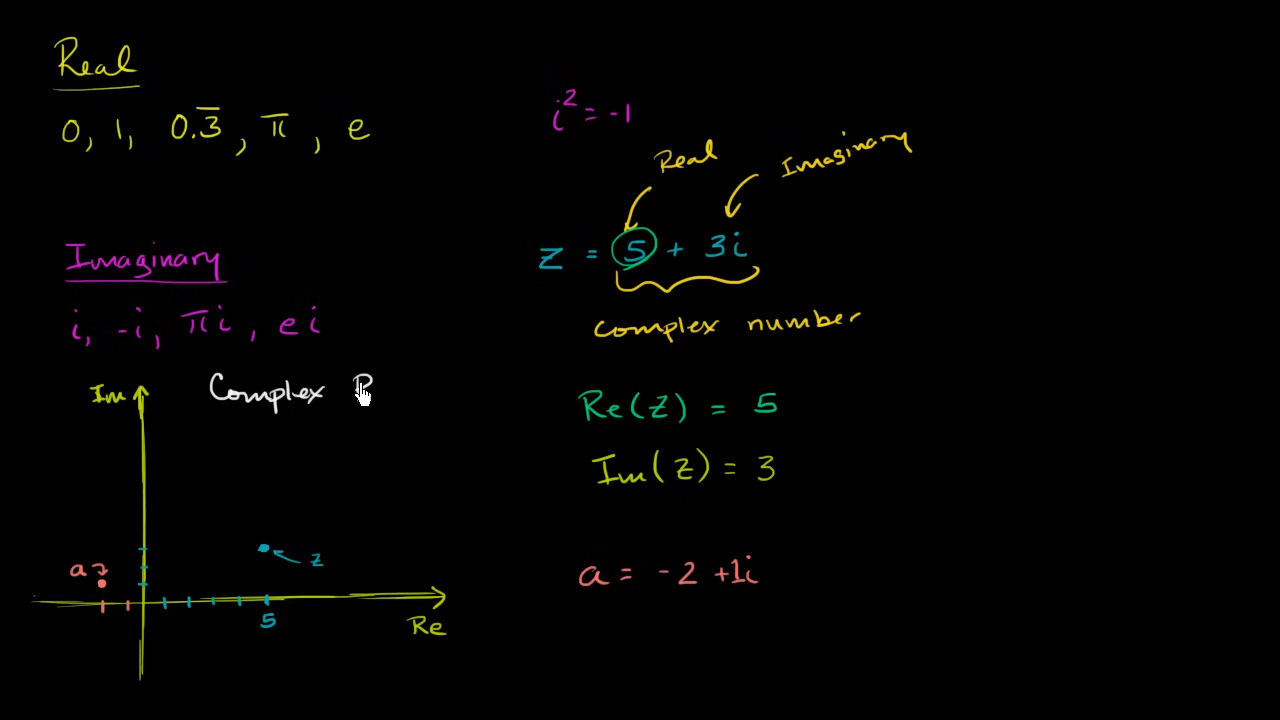 Real
0, 1, 0.3̅, π, e
i² = -1
Real
Imaginary
z = 5 + 3i
Complex number
Imaginary
i, -i, πi, ei
Im
Complex
Re(z) = 5
Im(z) = 3
z
a
a = -2 + 1i
5
Re